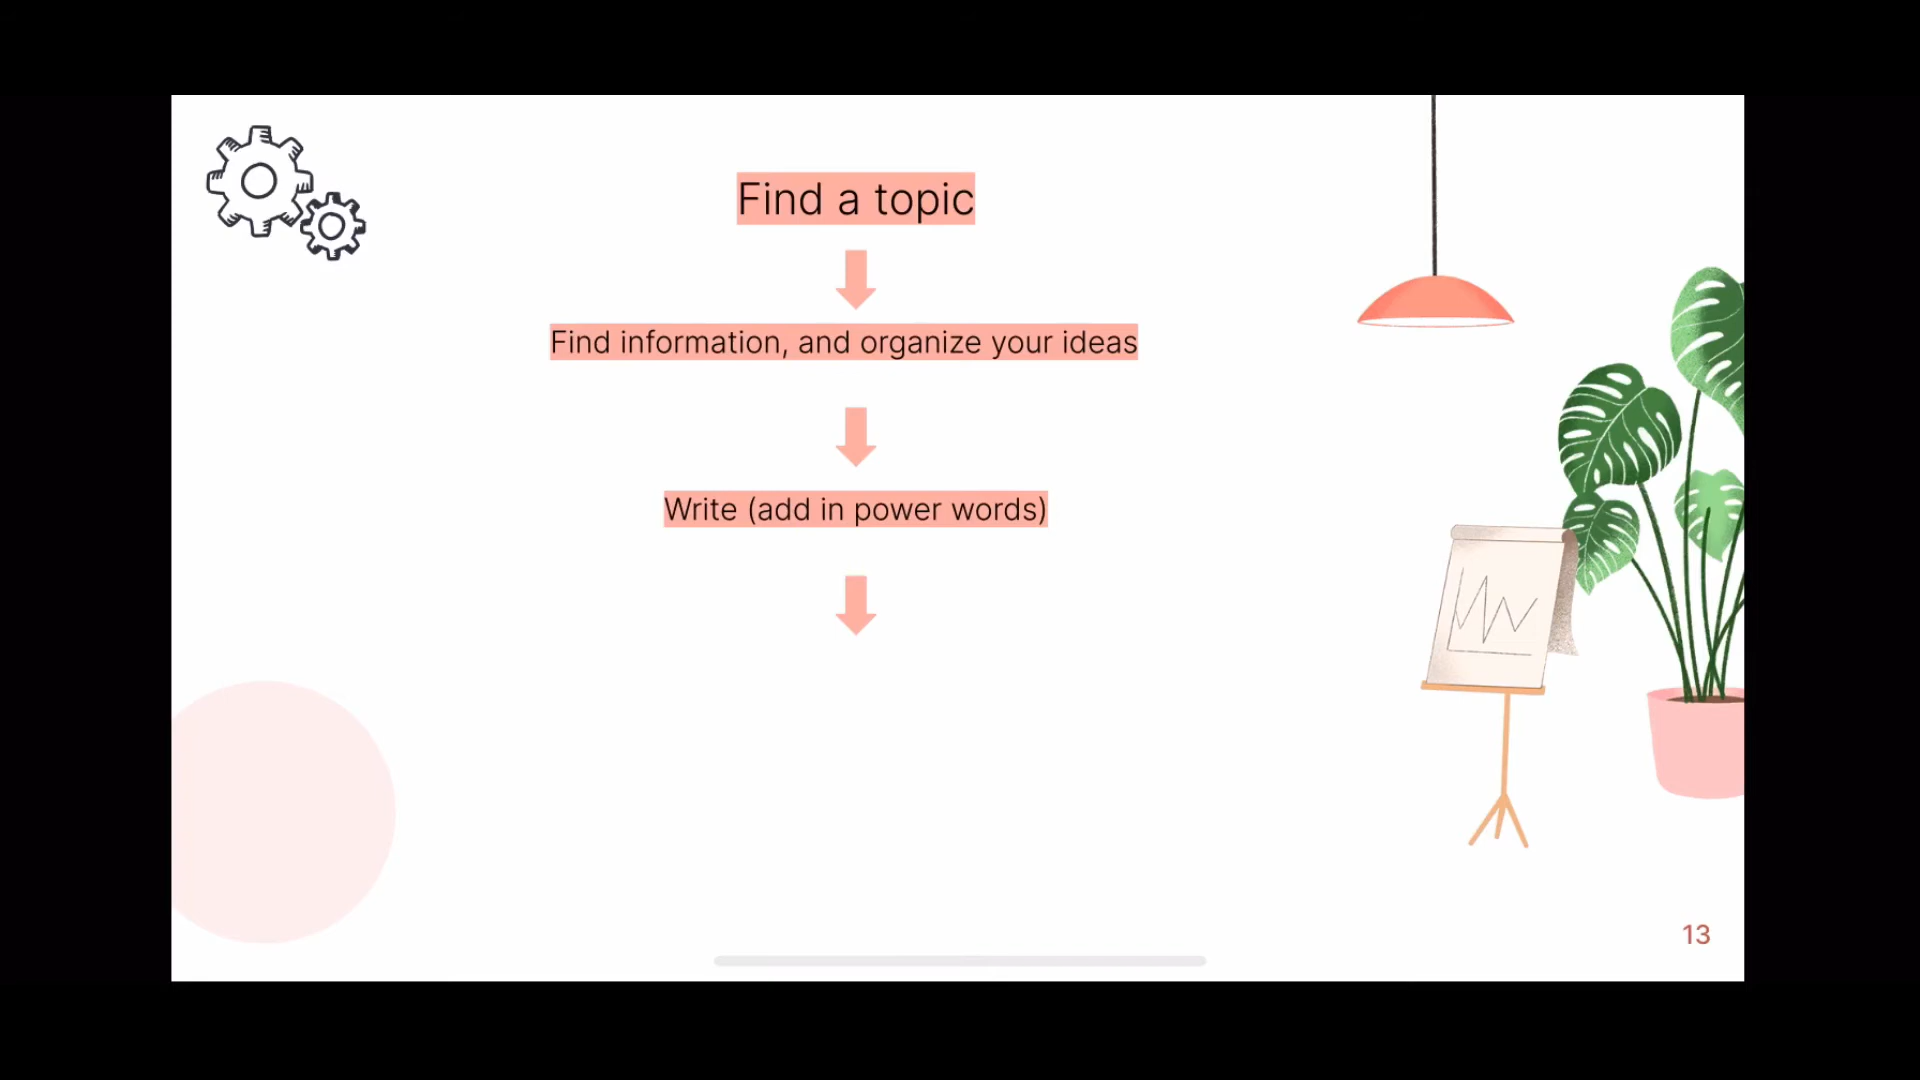 Find a topic
Find information, and organize your ideas
Write (add in power words)
13